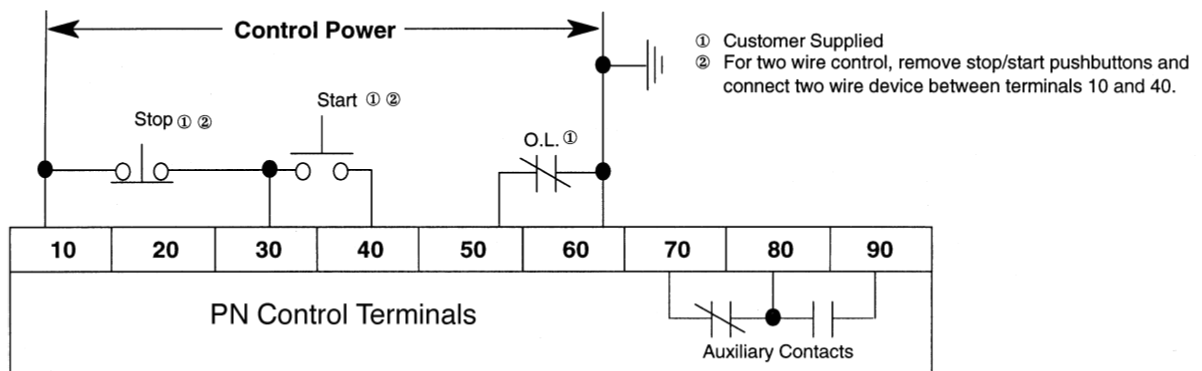 Control Power
① Customer Supplied
② For two wire control, remove stop/start pushbuttons and
connect two wire device between terminals 10 and 40.
Start ① ②
Stop ① ②
O.L. ①
10 20 30 40 50 60 70 80 90
PN Control Terminals
Auxiliary Contacts